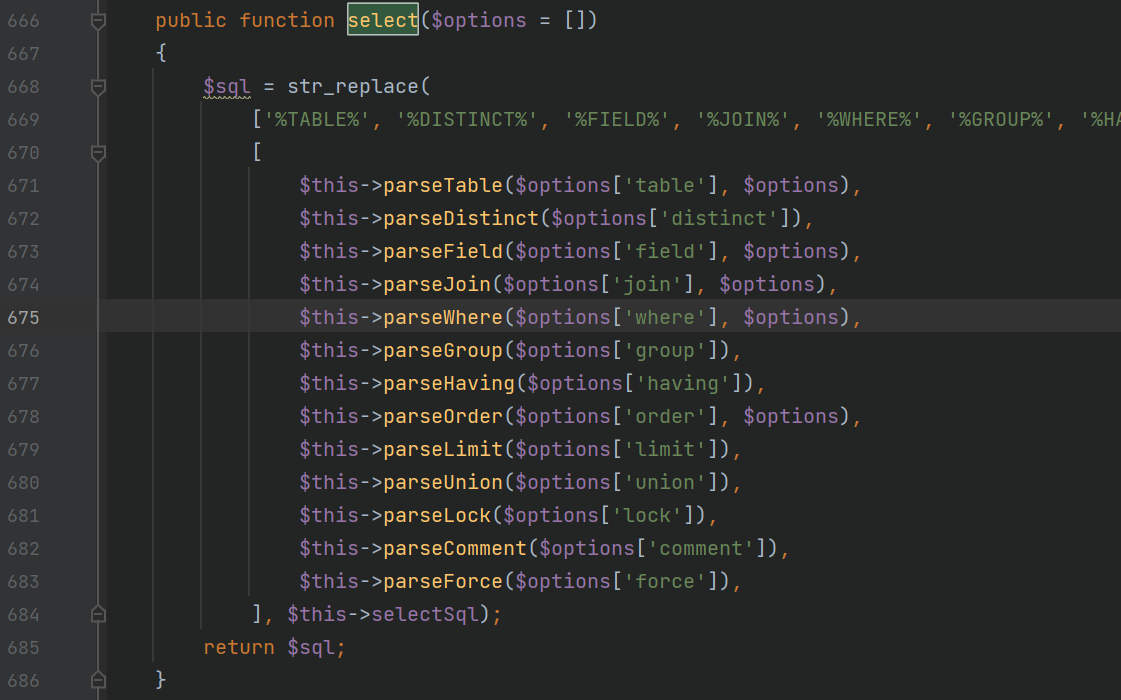 666 public function select($options = [])
667 {
668 $sql = str_replace(
669 ['%TABLE%', '%DISTINCT%', '%FIELD%', '%JOIN%', '%WHERE%', '%GROUP%', '%HA
670 [
671 $this->parseTable($options['table'], $options),
672 $this->parseDistinct($options['distinct']),
673 $this->parseField($options['field'], $options),
674 $this->parseJoin($options['join'], $options),
675 $this->parseWhere($options['where'], $options),
676 $this->parseGroup($options['group']),
677 $this->parseHaving($options['having']),
678 $this->parseOrder($options['order'], $options),
679 $this->parseLimit($options['limit']),
680 $this->parseUnion($options['union']),
681 $this->parseLock($options['lock']),
682 $this->parseComment($options['comment']),
683 $this->parseForce($options['force']),
684 ], $this->selectSql);
685 return $sql;
686 }